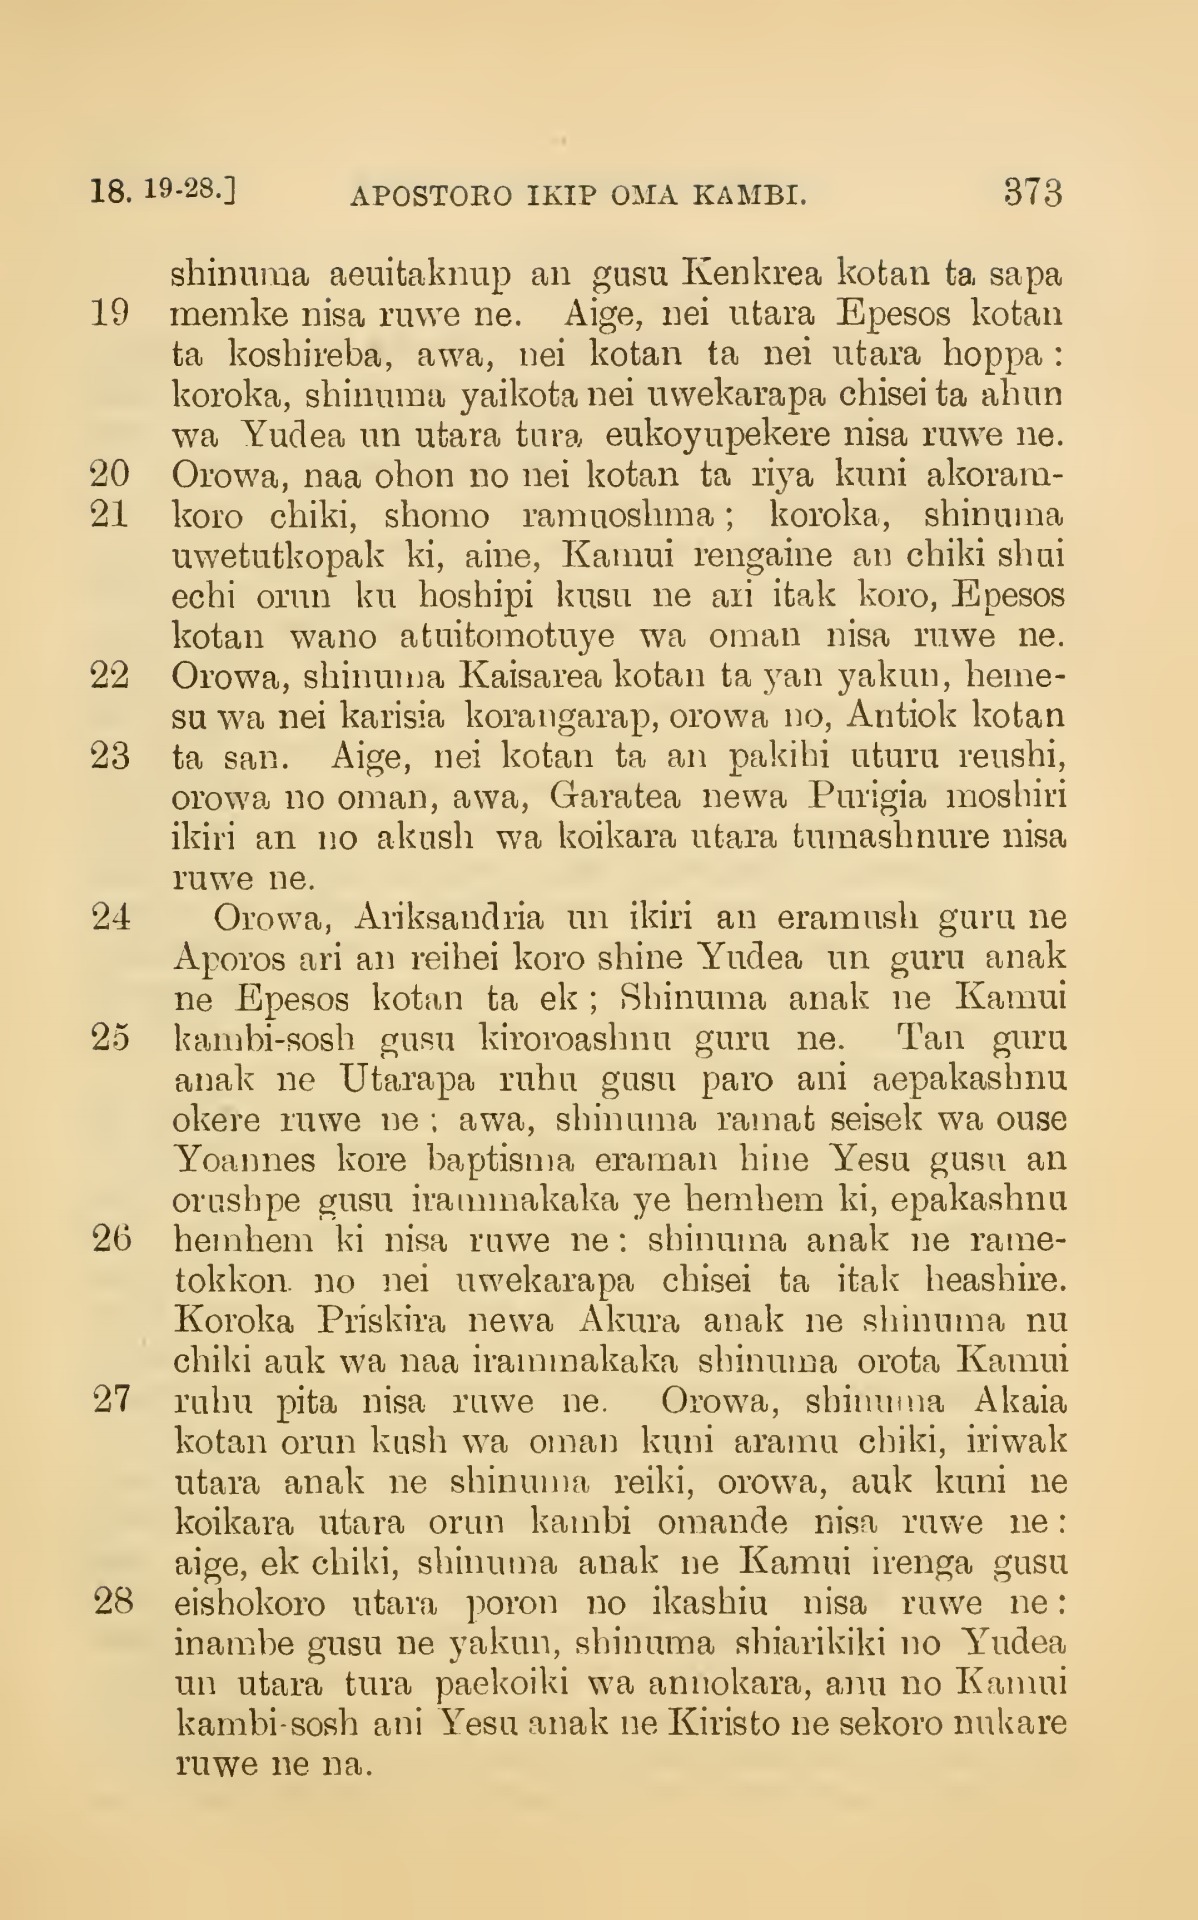 18. 19-28.] APOSTORO IKIP OMA KAMBI. 373
shinuma aeuitaknup an gusu Kenkrea kotan ta sapa
19 memke nisa ruwe ne. Aige, nei utara Epesos kotan
ta koshireba, awa, nei kotan ta nei utara hoppa :
koroka, shinuma yaikota nei uwekarapa chisei ta ahun
wa Yudea un utara tura eukoyupekere nisa ruwe ne.
20 Orowa, naa ohon no nei kotan ta riya kuni akoram-
21 koro chiki, shomo ramuoshma ; koroka, shinuma
uwetutkopak ki, aine, Kamui rengaine an chiki shui
echi orun ku hoshipi kusu ne ari itak koro, Epesos
kotan wano atuitomotuye wa oman nisa ruwe ne.
22 Orowa, shinuma Kaisarea kotan ta yan yakun, heme-
su wa nei karisia korangarap, orowa no, Antiok kotan
23 ta san. Aige, nei kotan ta an pakihi uturu reushi,
orowa no oman, awa, Garatea newa Purigia moshiri
ikiri an no akush wa koikara utara tumashnure nisa
ruwe ne.
24 Orowa, Ariksandria un ikiri an eramush guru ne
Aporos ari an reihei koro shine Yudea un guru anak
ne Epesos kotan ta ek ; Shinuma anak ne Kamui
25 kambi-sosh gusu kiroroashnu guru ne. Tan guru
anak ne Utarapa ruhu gusu paro ani aepakashnu
okere ruwe ne ; awa, shinuma ramat seisek wa ouse
Yoannes kore baptisma eraman hine Yesu gusu an
orushpe gusu irammakaka ye hemhem ki, epakashnu
26 hemhem ki nisa ruwe ne : shinuma anak ne rame-
tokkon no nei uwekarapa chisei ta itak heashire.
Koroka Priskira newa Akura anak ne shinuma nu
chiki auk wa naa irammakaka shinuma orota Kamui
27 ruhu pita nisa ruwe ne. Orowa, shinuma Akaia
kotan orun kush wa oman kuni aramu chiki, iriwak
utara anak ne shinuma reiki, orowa, auk kuni ne
koikara utara orun kambi omande nisa ruwe ne :
aige, ek chiki, shinuma anak ne Kamui irenga gusu
28 eishokoro utara poron no ikashiu nisa ruwe ne :
inambe gusu ne yakun, shinuma shiarikiki no Yudea
un utara tura paekoiki wa annokara, anu no Kamui
kambi-sosh ani Yesu anak ne Kiristo ne sekoro nukare
ruwe ne na.